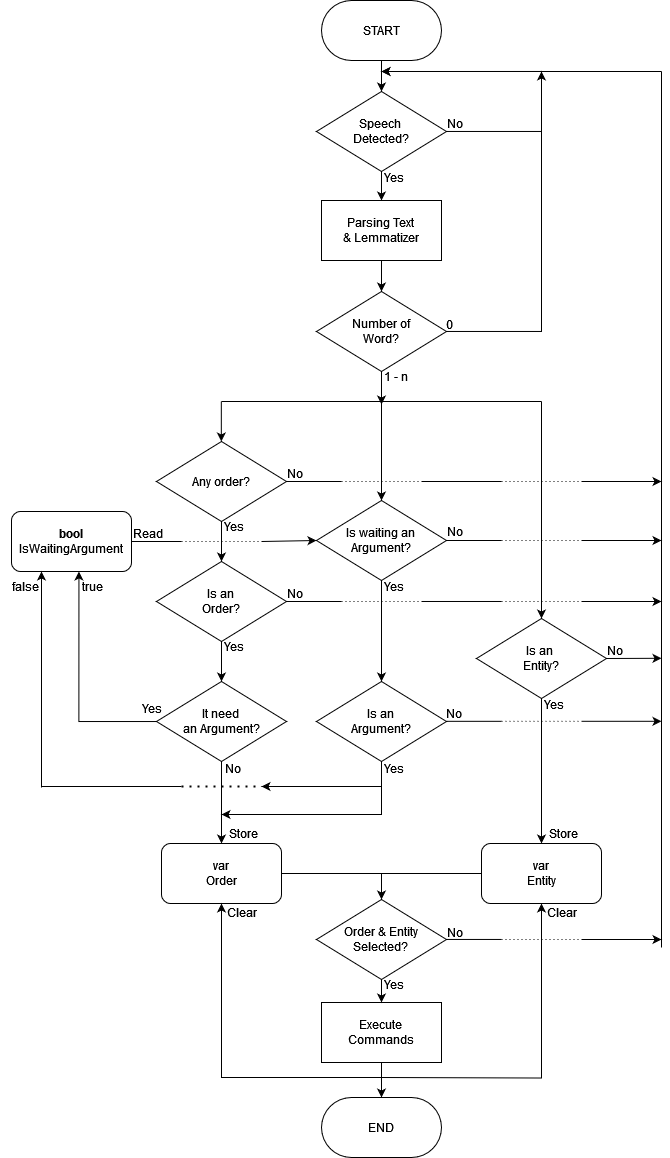 START
Speech
Detected?
No
Yes
Parsing Text
& Lemmatizer
Number of
Word?
0
1 - n
Any order?
No
Yes
bool
IsWaitingArgument
Read
Is waiting an
Argument?
No
Yes
false
true
Is an
Order?
No
Yes
Is an
Entity?
No
Yes
It need
an Argument?
Yes
No
Is an
Argument?
No
Yes
Store
var
Order
Clear
Store
var
Entity
Clear
Order & Entity
Selected?
No
Yes
Execute
Commands
END